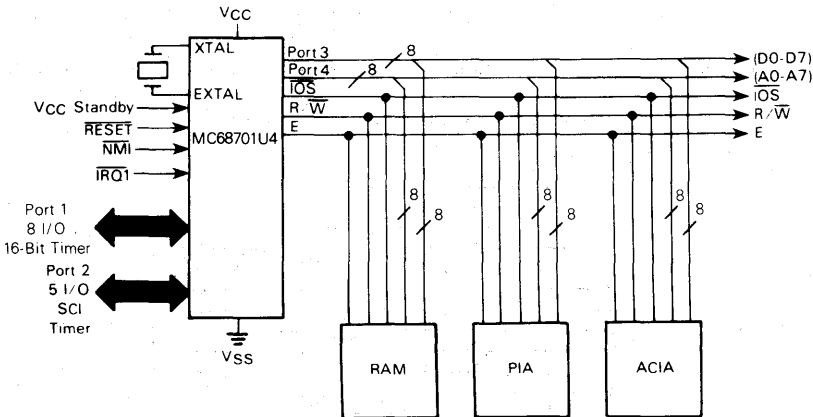 VCC
XTAL
EXTAL
MC68701U4
VCC Standby
RESET
NMI
IRQ1
Port 1
8 I/O
16-Bit Timer
Port 2
5 I/O
SCI
Timer
VSS
Port 3
8
(D0-D7)
Port 4
8
(A0-A7)
IOS
IOS
R/W
R/W
E
E
8
8
8
8
8
8
RAM
PIA
ACIA